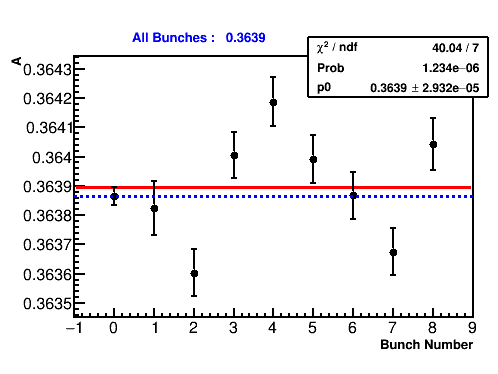 All Bunches : 0.3639
χ² / ndf 40.04 / 7
Prob 1.234e-06
p0 0.3639 ± 2.932e-05
A
0.3643
0.3642
0.3641
0.364
0.3639
0.3638
0.3637
0.3636
0.3635
−1 0 1 2 3 4 5 6 7 8 9
Bunch Number